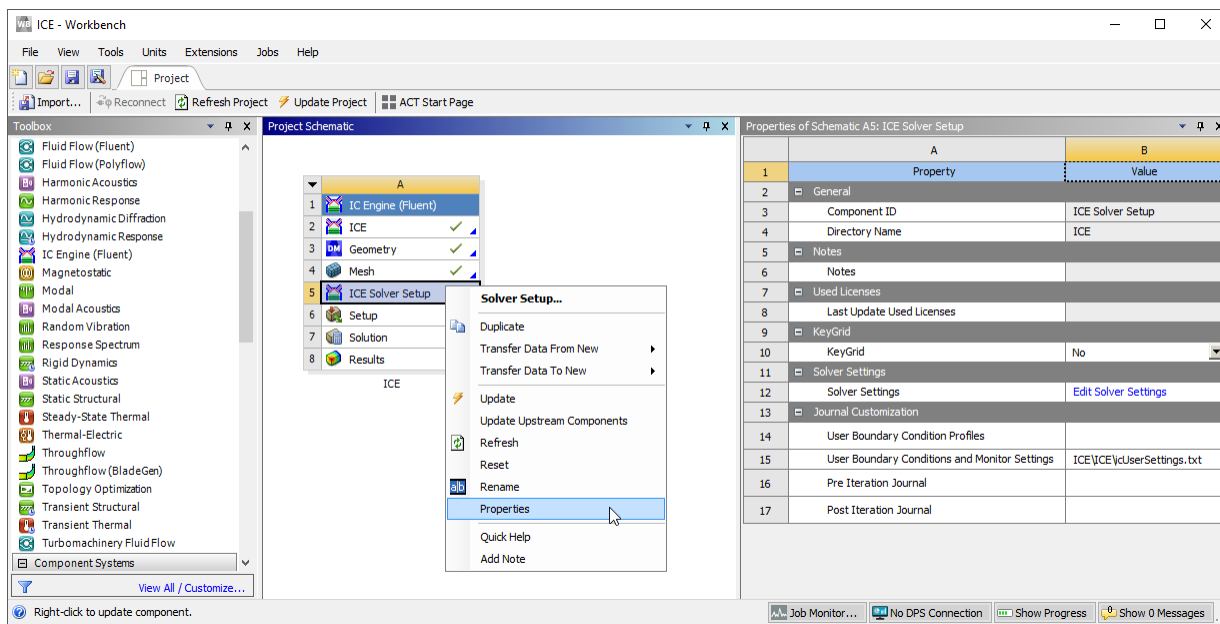 WB ICE - Workbench
File View Tools Units Extensions Jobs Help
Project
Import... Reconnect Refresh Project Update Project ACT Start Page
Toolbox
Fluid Flow (Fluent)
Fluid Flow (Polyflow)
Harmonic Acoustics
Harmonic Response
Hydrodynamic Diffraction
Hydrodynamic Response
IC Engine (Fluent)
Magnetostatic
Modal
Modal Acoustics
Random Vibration
Response Spectrum
Rigid Dynamics
Static Acoustics
Static Structural
Steady-State Thermal
Thermal-Electric
Throughflow
Throughflow (BladeGen)
Topology Optimization
Transient Structural
Transient Thermal
Turbomachinery Fluid Flow
Component Systems
View All / Customize...
Project Schematic
A
1 IC Engine (Fluent)
2 ICE
3 DM Geometry
4 Mesh
5 ICE Solver Setup
6 Setup
7 Solution
8 Results
ICE
Solver Setup...
Duplicate
Transfer Data From New
Transfer Data To New
Update
Update Upstream Components
Refresh
Reset
a|b Rename
Properties
Quick Help
Add Note
Properties of Schematic A5: ICE Solver Setup
A B
1 Property Value
2 General
3 Component ID ICE Solver Setup
4 Directory Name ICE
5 Notes
6 Notes
7 Used Licenses
8 Last Update Used Licenses
9 KeyGrid
10 KeyGrid No
11 Solver Settings
12 Solver Settings Edit Solver Settings
13 Journal Customization
14 User Boundary Condition Profiles
15 User Boundary Conditions and Monitor Settings ICE\ICE\icUserSettings.txt
16 Pre Iteration Journal
17 Post Iteration Journal
Right-click to update component.
Job Monitor... No DPS Connection Show Progress Show 0 Messages